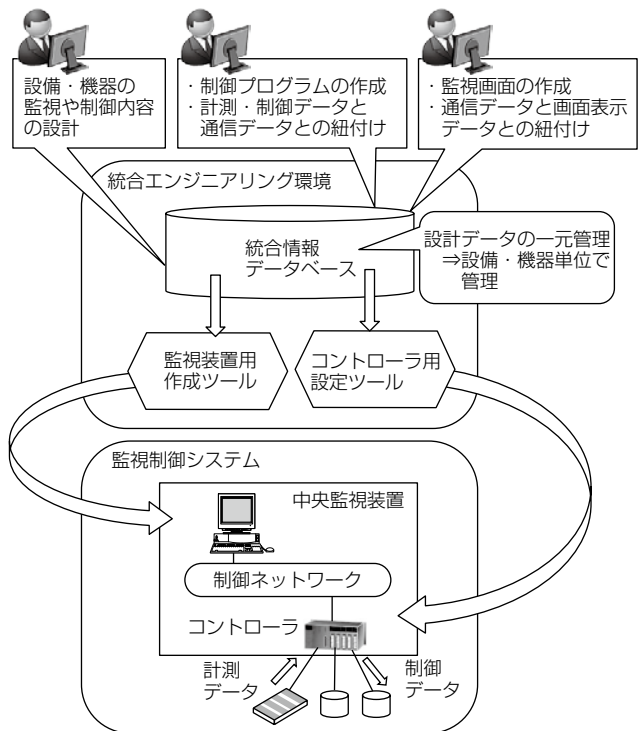 設備・機器の
監視や制御内容
の設計
・制御プログラムの作成
・計測・制御データと
通信データとの紐付け
・監視画面の作成
・通信データと画面表示
データとの紐付け
統合エンジニアリング環境
統合情報
データベース
設計データの一元管理
⇒設備・機器単位で
管理
監視装置用
作成ツール
コントローラ用
設定ツール
監視制御システム
中央監視装置
制御ネットワーク
コントローラ
計測
データ
制御
データ